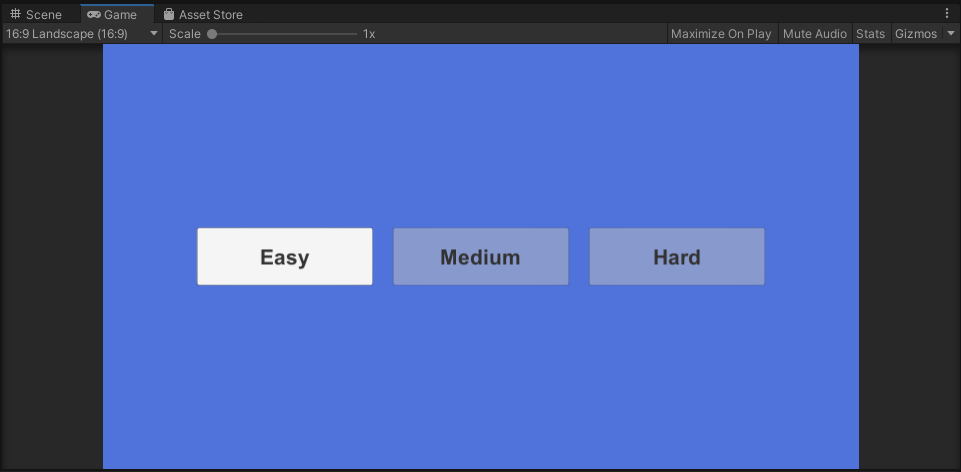 Scene Game Asset Store
16:9 Landscape (16:9) Scale 1x Maximize On Play Mute Audio Stats Gizmos
Easy Medium Hard